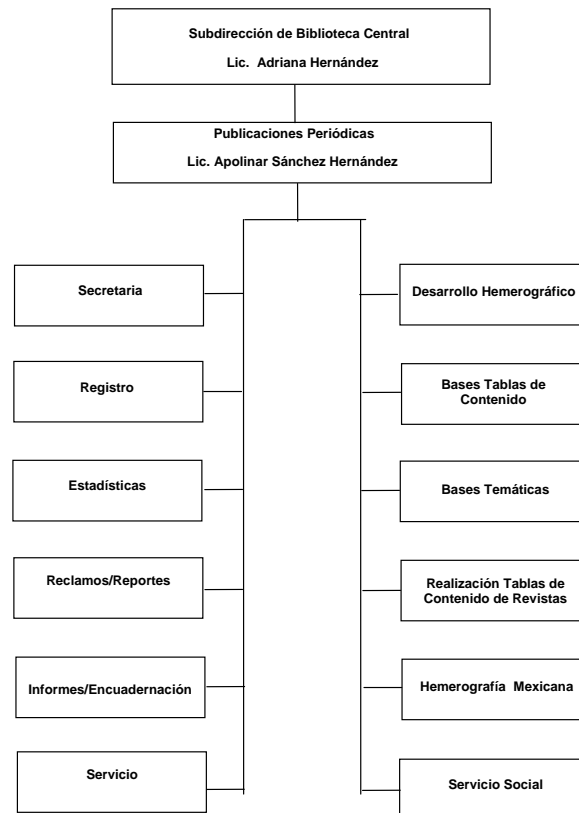 Subdirección de Biblioteca Central
Lic. Adriana Hernández
Publicaciones Periódicas
Lic. Apolinar Sánchez Hernández
Secretaria
Registro
Estadísticas
Reclamos/Reportes
Informes/Encuadernación
Servicio
Desarrollo Hemerográfico
Bases Tablas de
Contenido
Bases Temáticas
Realización Tablas de
Contenido de Revistas
Hemerografía Mexicana
Servicio Social